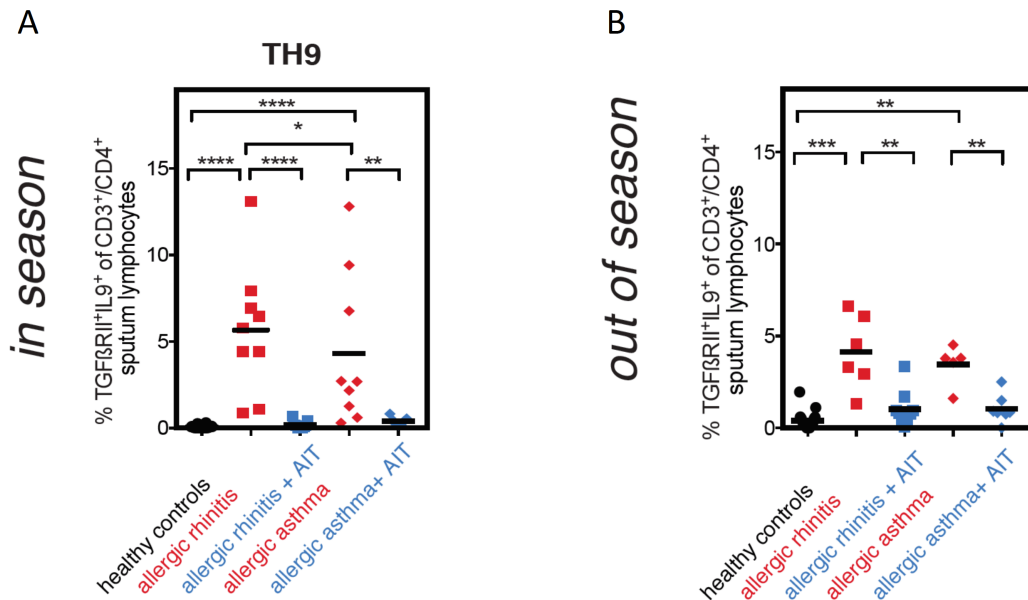 A
TH9
in season
% TGFßRII⁺IL9⁺ of CD3⁺/CD4⁺
sputum lymphocytes
****
*
**** **** **
15
10
5
0
healthy controls
allergic rhinitis
allergic rhinitis + AIT
allergic asthma
allergic asthma+ AIT
B
out of season
% TGFßRII⁺IL9⁺ of CD3⁺/CD4⁺
sputum lymphocytes
**
*** ** **
15
10
5
0
healthy controls
allergic rhinitis
allergic rhinitis + AIT
allergic asthma
allergic asthma+ AIT